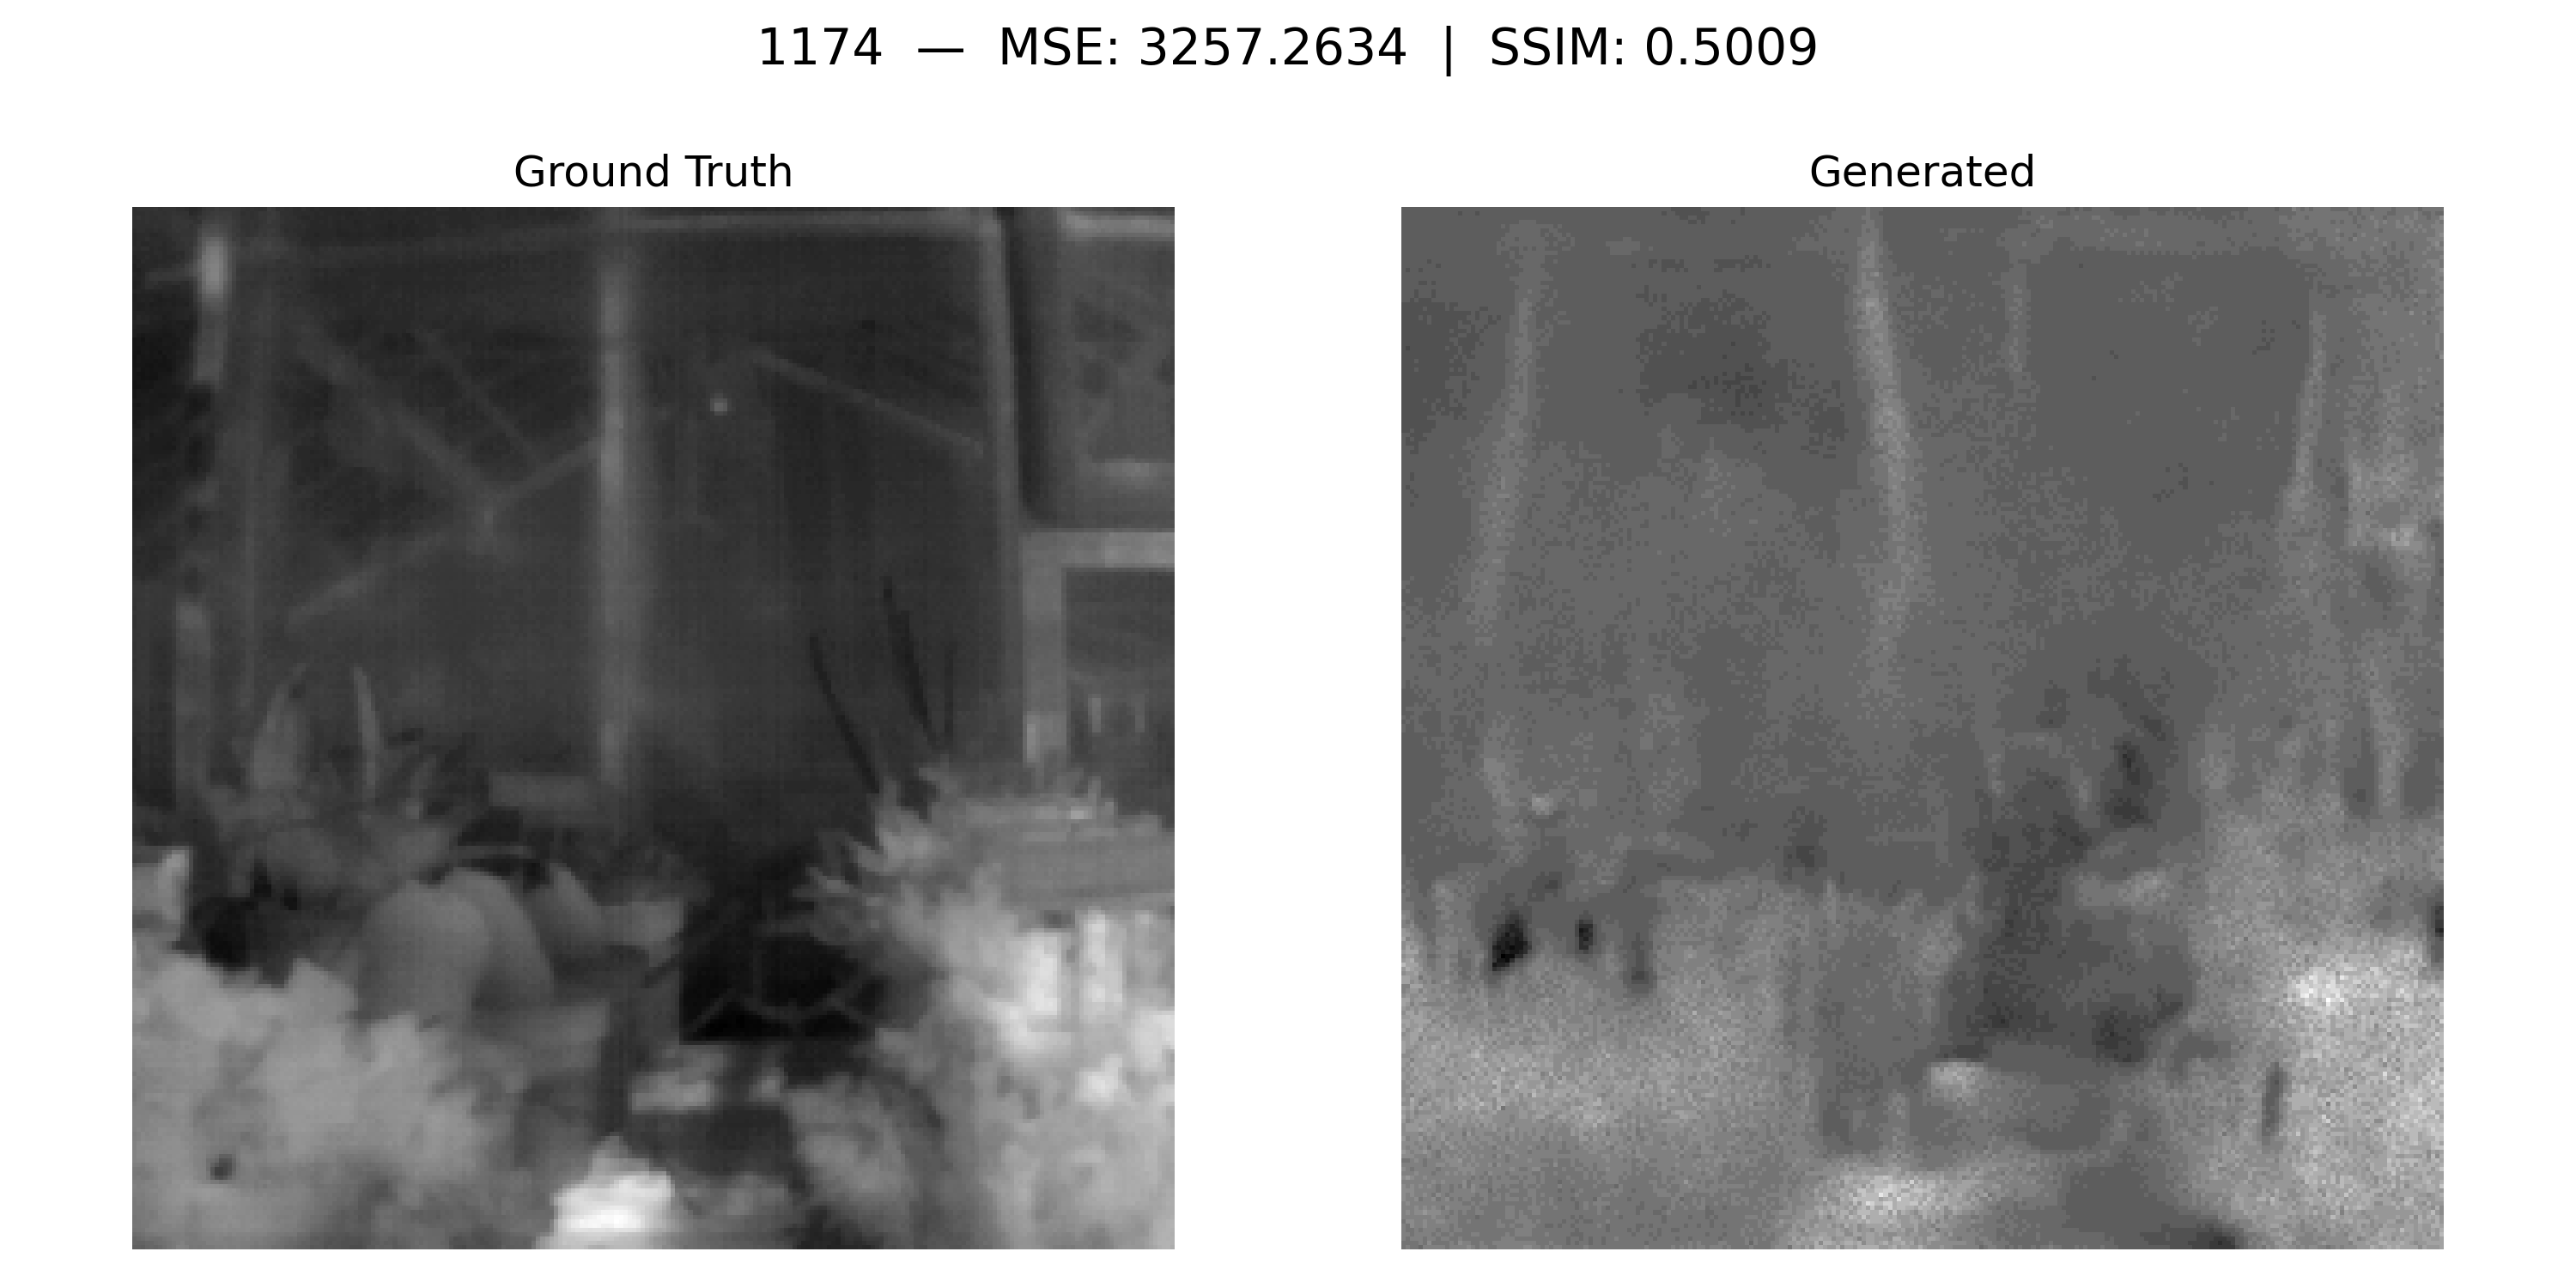 1174 — MSE: 3257.2634 | SSIM: 0.5009
Ground Truth
Generated